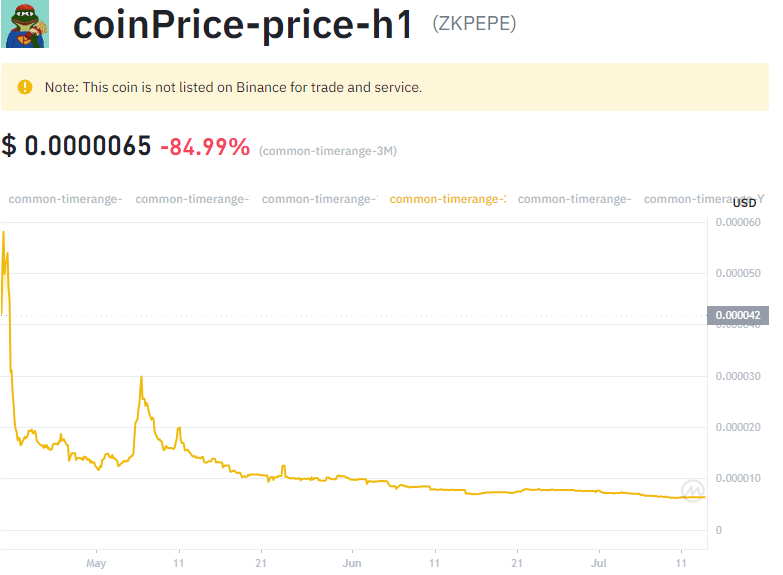 coinPrice-price-h1 (ZKPEPE)
Note: This coin is not listed on Binance for trade and service.
$ 0.0000065 -84.99% (common-timerange-3M)
common-timerange- common-timerange- common-timerange- common-timerange- common-timerange- common-timerange-Y
USD
0.000060
0.000050
0.000042
0.000040
0.000030
0.000020
0.000010
0
May 11 21 Jun 11 21 Jul 11